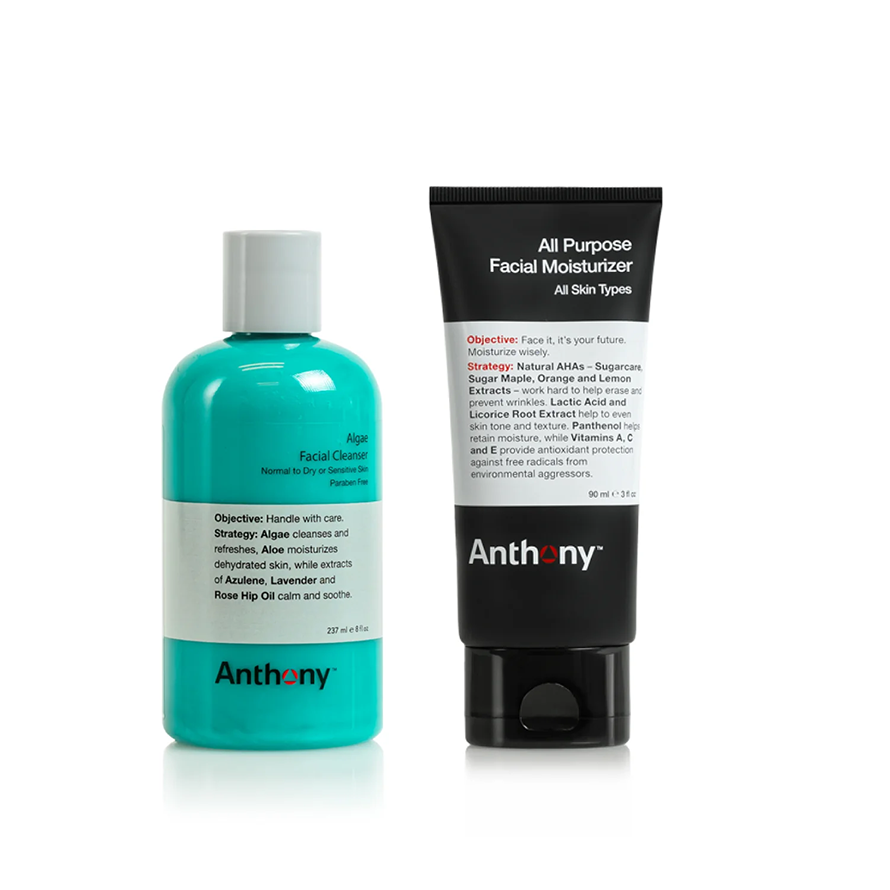 Algae
Facial Cleanser
Normal to Dry or Sensitive Skin
Paraben Free
Objective: Handle with care.
Strategy: Algae cleanses and
refreshes, Aloe moisturizes
dehydrated skin, while extracts
of Azulene, Lavender and
Rose Hip Oil calm and soothe.
237 ml e 8 fl oz
Anthony™
All Purpose
Facial Moisturizer
All Skin Types
Objective: Face it, it's your future.
Moisturize wisely.
Strategy: Natural AHAs – Sugarcare,
Sugar Maple, Orange and Lemon
Extracts – work hard to help erase and
prevent wrinkles. Lactic Acid and
Licorice Root Extract help to even
skin tone and texture. Panthenol helps
retain moisture, while Vitamins A, C
and E provide antioxidant protection
against free radicals from
environmental aggressors.
90 ml e 3 fl oz
Anthony™